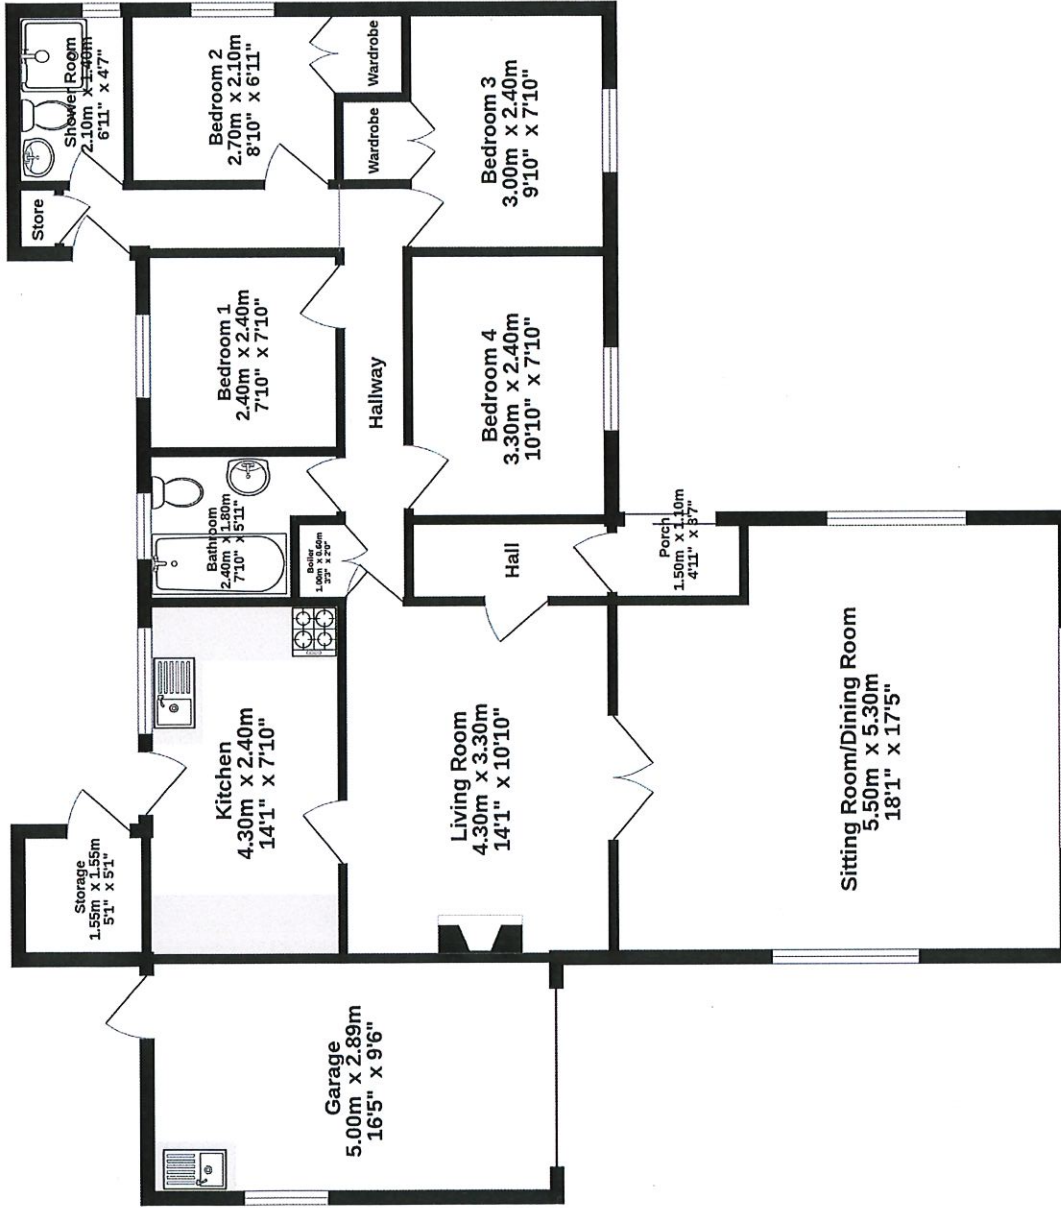 Shower Room
2.10m x 1.40m
6'11" x 4'7"
Bedroom 2
2.70m x 2.10m
8'10" x 6'11"
Wardrobe
Wardrobe
Bedroom 3
3.00m x 2.40m
9'10" x 7'10"
Store
Bedroom 1
2.40m x 2.40m
7'10" x 7'10"
Hallway
Bedroom 4
3.30m x 2.40m
10'10" x 7'10"
Bathroom
2.40m x 1.80m
7'10" x 5'11"
Boiler
1.00m x 0.60m
3'3" x 2'0"
Hall
Porch
1.50m x 1.10m
4'11" x 3'7"
Kitchen
4.30m x 2.40m
14'1" x 7'10"
Living Room
4.30m x 3.30m
14'1" x 10'10"
Sitting Room/Dining Room
5.50m x 5.30m
18'1" x 17'5"
Storage
1.55m x 1.55m
5'1" x 5'1"
Garage
5.00m x 2.89m
16'5" x 9'6"